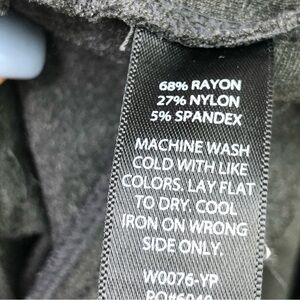 68% RAYON
27% NYLON
5% SPANDEX
MACHINE WASH
COLD WITH LIKE
COLORS. LAY FLAT
TO DRY. COOL
IRON ON WRONG
SIDE ONLY.
W0076-YP